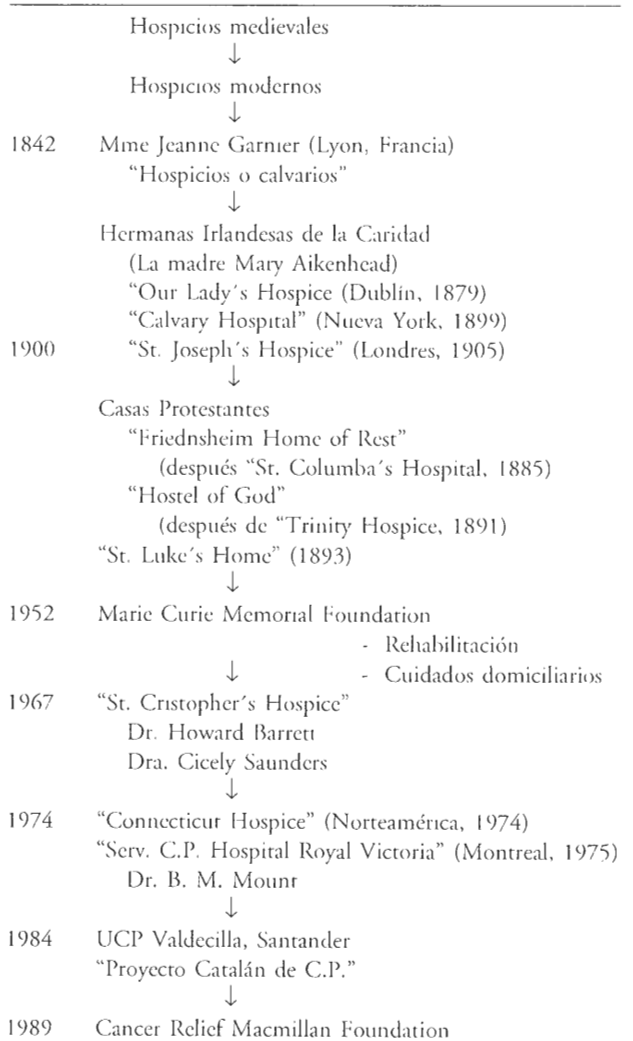 Hospicios medievales
↓
Hospicios modernos
↓
1842 Mme Jeanne Garnier (Lyon, Francia)
“Hospicios o calvarios”
↓
Hermanas Irlandesas de la Caridad
(La madre Mary Aikenhead)
“Our Lady´s Hospice (Dublín, 1879)
“Calvary Hospital” (Nueva York, 1899)
1900 “St. Joseph´s Hospice” (Londres, 1905)
↓
Casas Protestantes
“Friednsheim Home of Rest”
(después “St. Columba´s Hospital, 1885)
“Hostel of God”
(después de “Trinity Hospice, 1891)
“St. Luke´s Home” (1893)
↓
1952 Marie Curie Memorial Foundation
- Rehabilitación
↓ - Cuidados domiciliarios
1967 “St. Cristopher´s Hospice”
Dr. Howard Barrett
Dra. Cicely Saunders
↓
1974 “Connecticut Hospice” (Norteamérica, 1974)
“Serv. C.P. Hospital Royal Victoria” (Montreal, 1975)
Dr. B. M. Mount
↓
1984 UCP Valdecilla, Santander
“Proyecto Catalán de C.P.”
↓
1989 Cancer Relief Macmillan Foundation